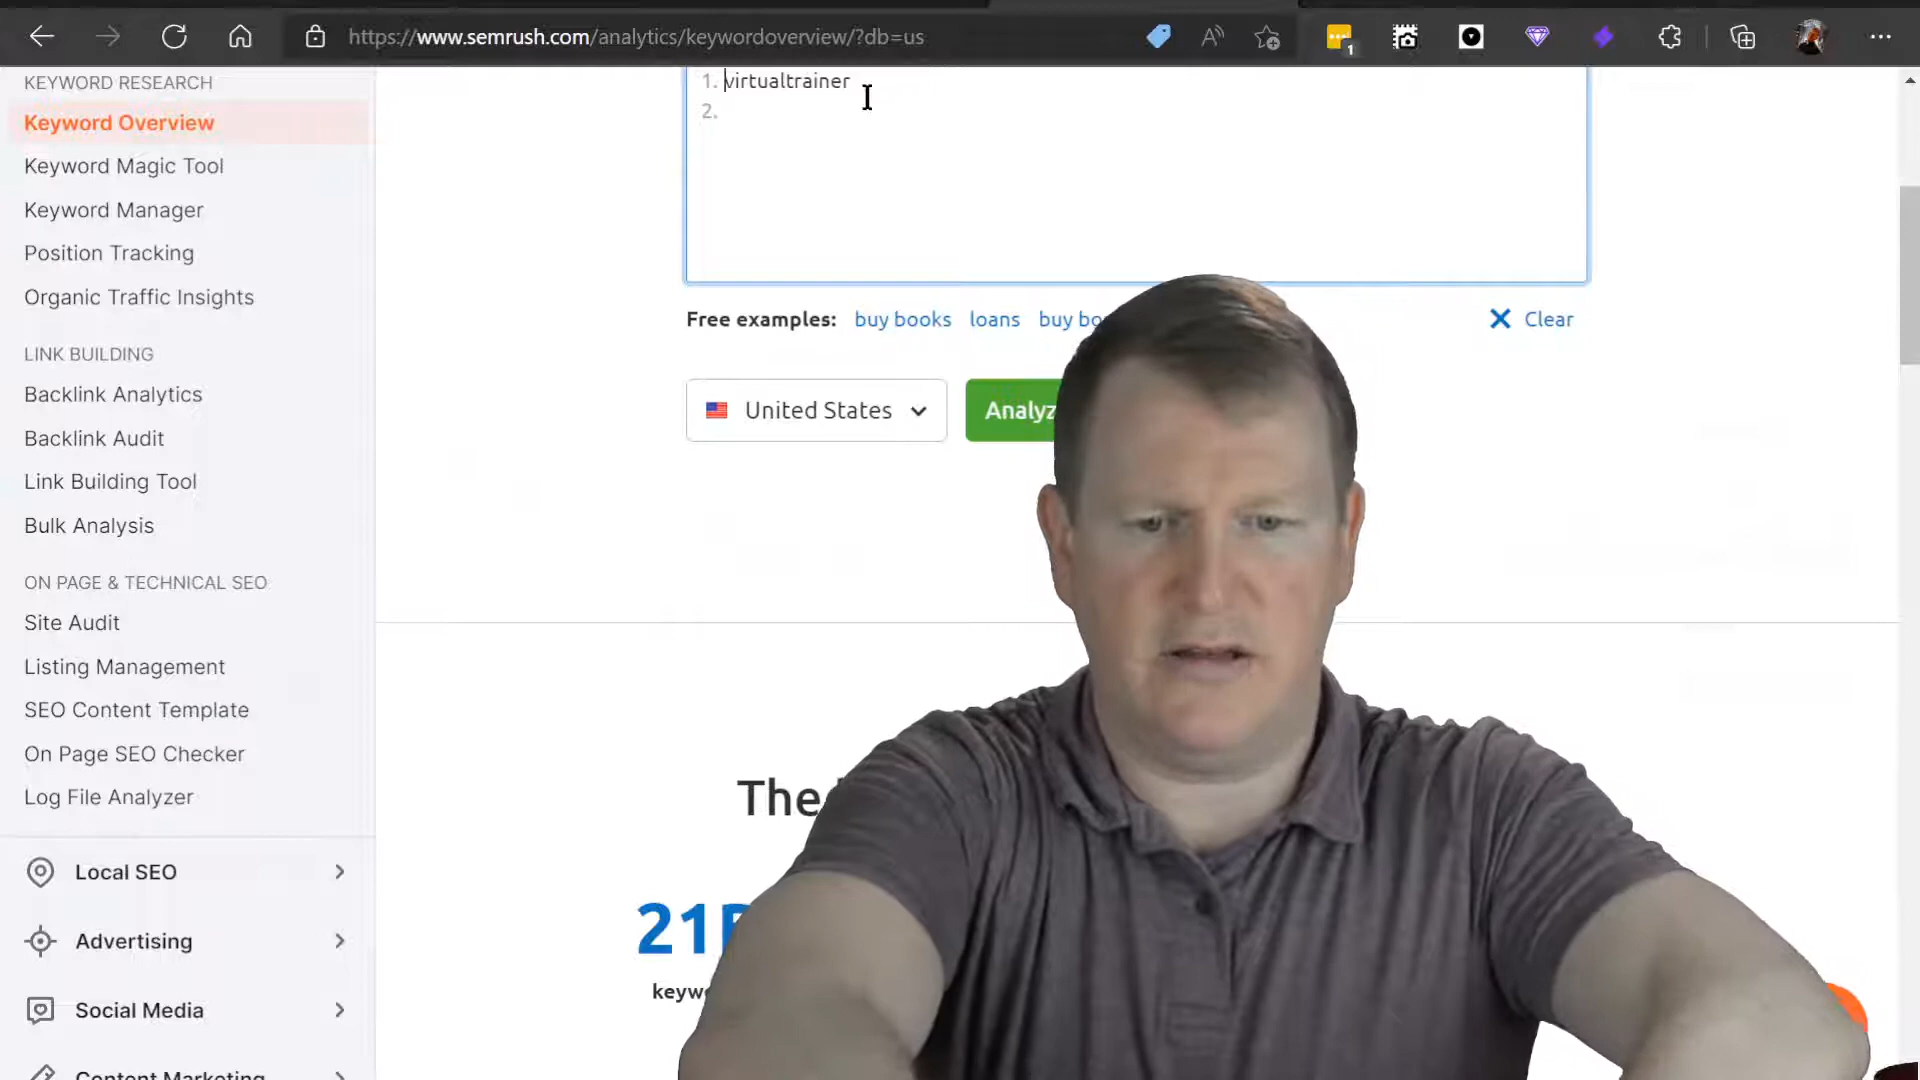 https://www.semrush.com/analytics/keywordoverview/?db=us
1
KEYWORD RESEARCH
Keyword Overview
Keyword Magic Tool
Keyword Manager
Position Tracking
Organic Traffic Insights
LINK BUILDING
Backlink Analytics
Backlink Audit
Link Building Tool
Bulk Analysis
ON PAGE & TECHNICAL SEO
Site Audit
Listing Management
SEO Content Template
On Page SEO Checker
Log File Analyzer
Local SEO
Advertising
Social Media
Content Marketing
1. virtualtrainer
2.
Free examples: buy books loans buy
Clear
United States
The